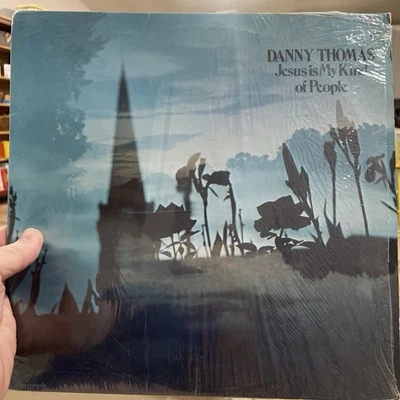 DANNY THOMAS
Jesus is My Kind
of People